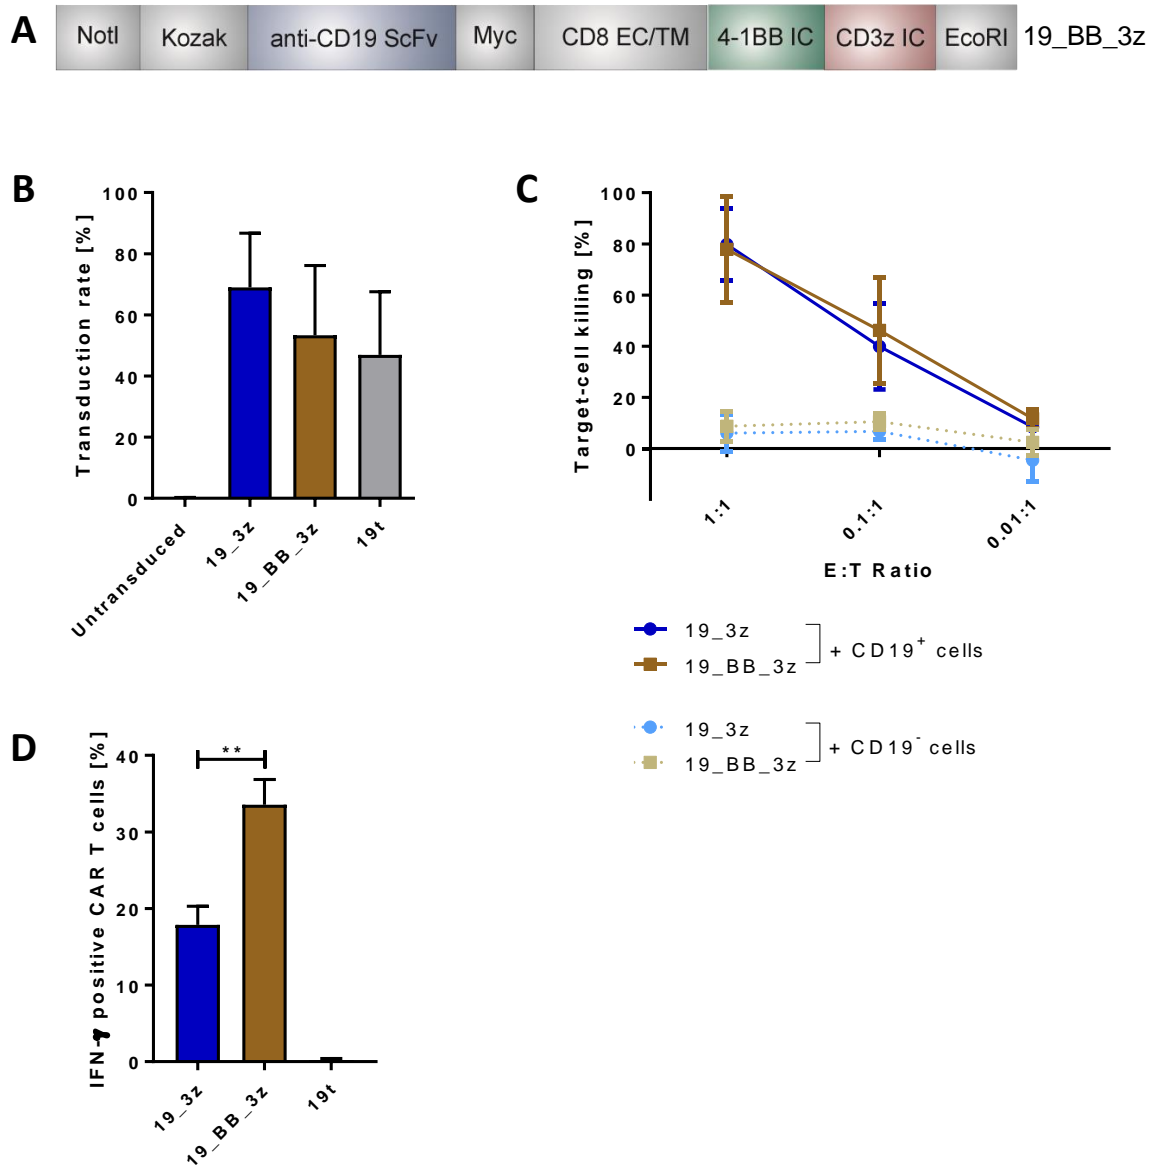 A
NotI Kozak anti-CD19 ScFv Myc CD8 EC/TM 4-1BB IC CD3z IC EcoRI 19_BB_3z
B
Transduction rate [%]
100
80
60
40
20
0
Untransduced
19_3z
19_BB_3z
19t
C
Target-cell killing [%]
100
80
60
40
20
0
1:1
0.1:1
0.01:1
E:T Ratio
19_3z
19_BB_3z
+ CD19+ cells
19_3z
19_BB_3z
+ CD19- cells
D
IFN-γ positive CAR T cells [%]
40
30
20
10
0
**
19_3z
19_BB_3z
19t